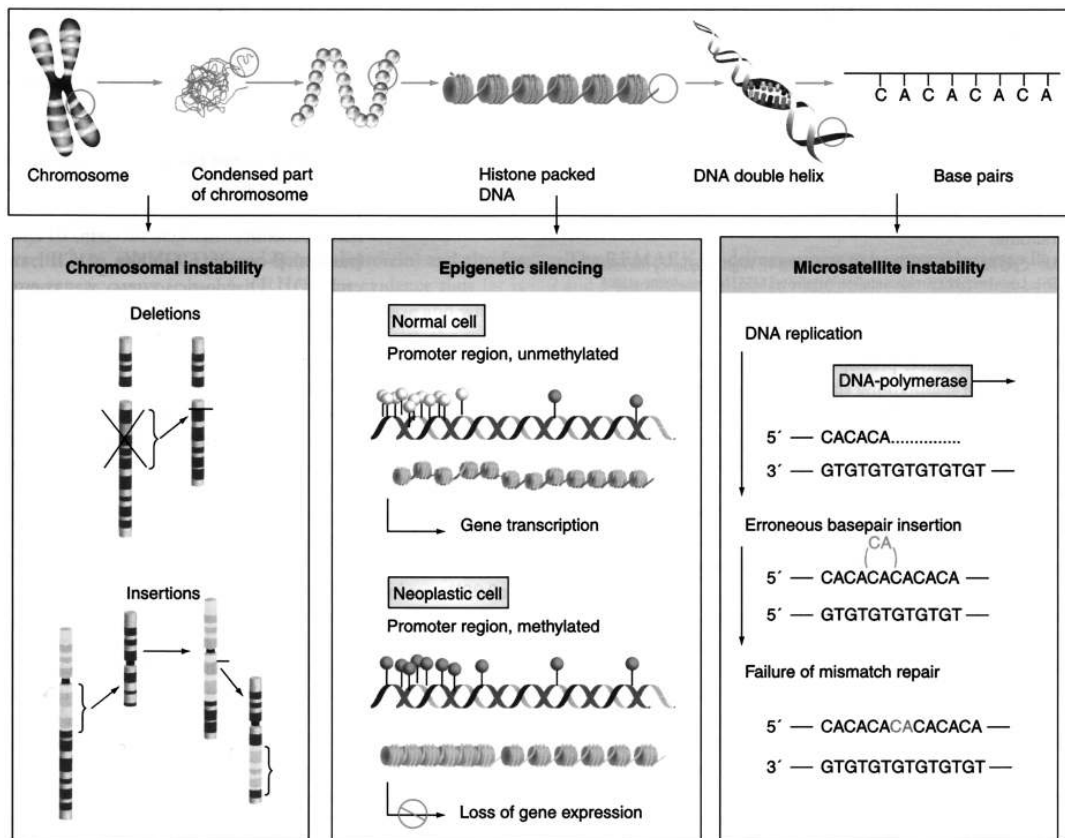 C A C A C A C A
Chromosome
Condensed part
of chromosome
Histone packed
DNA
DNA double helix
Base pairs
Chromosomal instability
Deletions
Insertions
Epigenetic silencing
Normal cell
Promoter region, unmethylated
Gene transcription
Neoplastic cell
Promoter region, methylated
Loss of gene expression
Microsatellite instability
DNA replication
DNA-polymerase
5´ — CACACA..............
3´ — GTGTGTGTGTGTGT —
Erroneous basepair insertion
CA
5´ — CACACACACACA —
5´ — GTGTGTGTGTGT —
Failure of mismatch repair
5´ — CACACACACACACA —
3´ — GTGTGTGTGTGTGT —